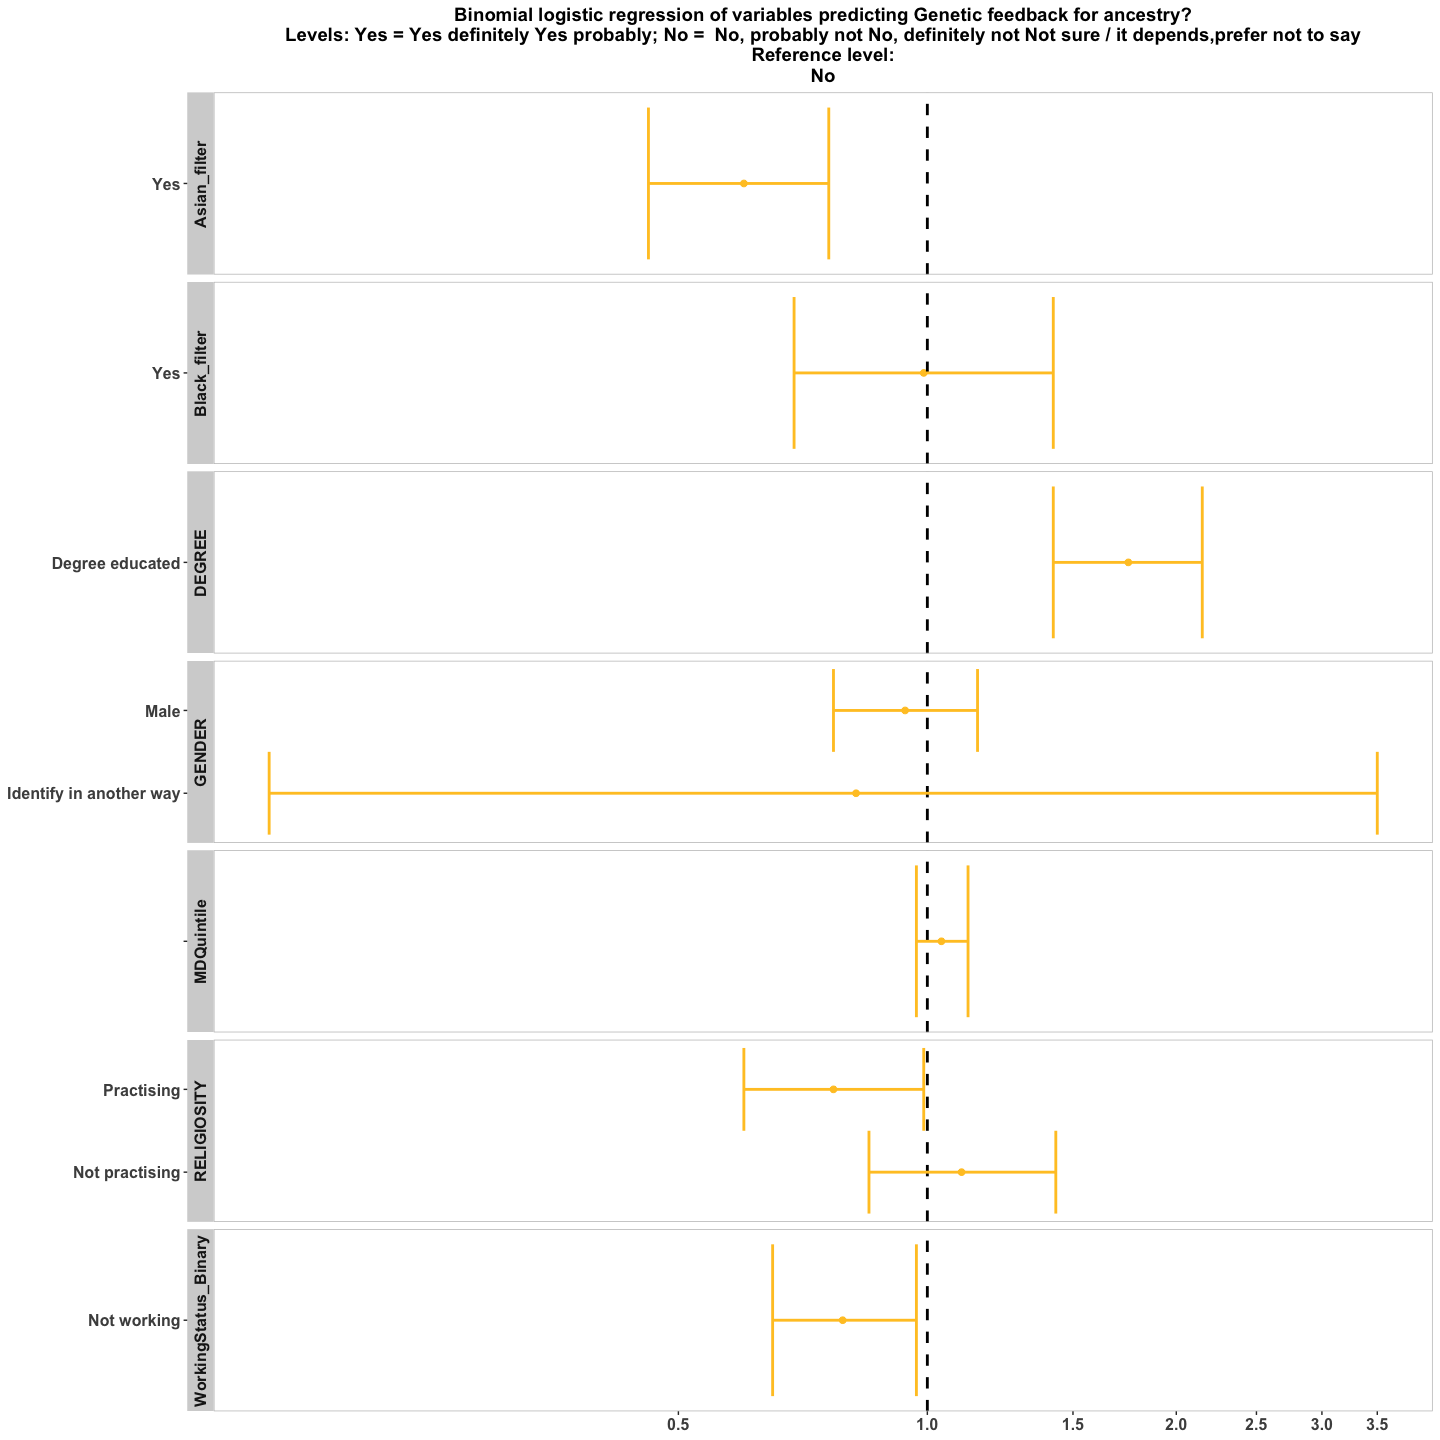 Binomial logistic regression of variables predicting Genetic feedback for ancestry?
Levels: Yes = Yes definitely Yes probably; No =  No, probably not No, definitely not Not sure / it depends,prefer not to say
Reference level:
No
Asian_filter
Yes
Black_filter
Yes
DEGREE
Degree educated
GENDER
Male
Identify in another way
MDQuintile
RELIGIOSITY
Practising
Not practising
WorkingStatus_Binary
Not working
0.5 1.0 1.5 2.0 2.5 3.0 3.5